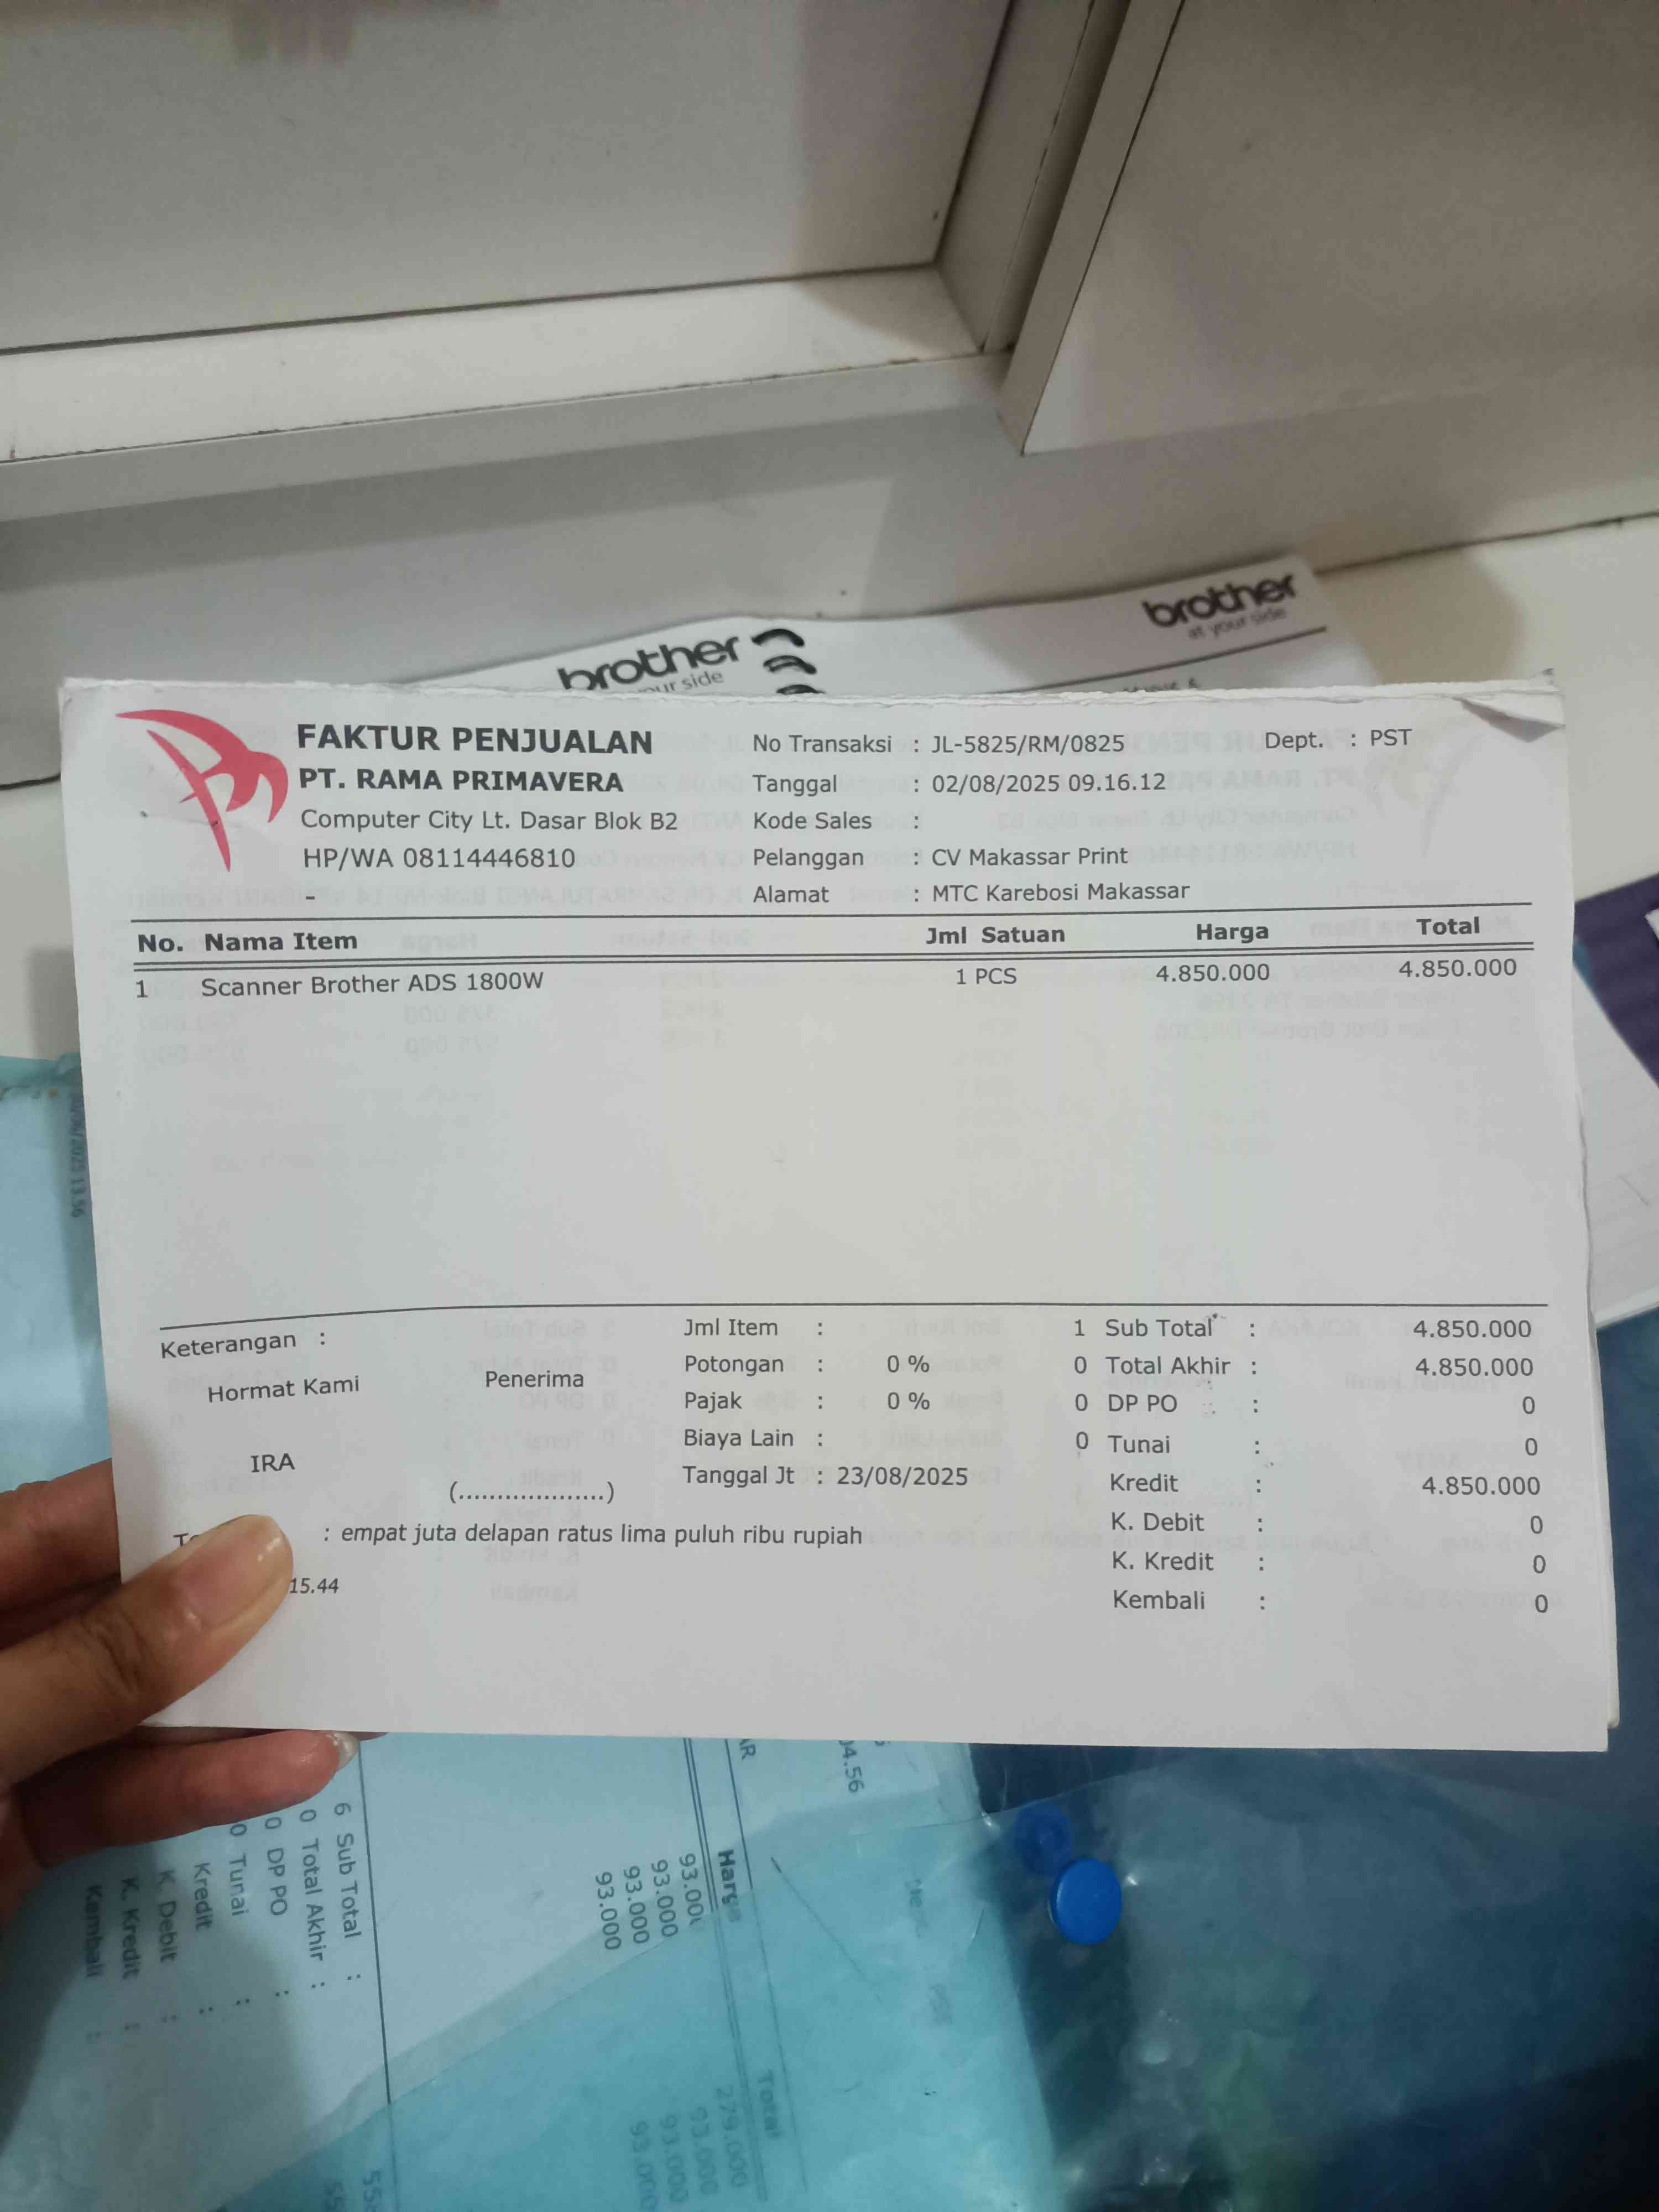 brother
at your side
brother
your side
FAKTUR PENJUALAN
PT. RAMA PRIMAVERA
Computer City Lt. Dasar Blok B2
HP/WA 08114446810
-
No Transaksi : JL-5825/RM/0825
Dept. : PST
Tanggal : 02/08/2025 09.16.12
Kode Sales :
Pelanggan : CV Makassar Print
Alamat : MTC Karebosi Makassar
No. Nama Item Jml Satuan Harga Total
1 Scanner Brother ADS 1800W 1 PCS 4.850.000 4.850.000
Keterangan :
Hormat Kami
Penerima
IRA
(...................)
Jml Item : 1
Potongan : 0 % 0
Pajak : 0 % 0
Biaya Lain : 0
Tanggal Jt : 23/08/2025
Sub Total : 4.850.000
Total Akhir : 4.850.000
DP PO : 0
Tunai : 0
Kredit : 4.850.000
K. Debit : 0
K. Kredit : 0
Kembali : 0
: empat juta delapan ratus lima puluh ribu rupiah
15.44
6 Sub Total :
0 Total Akhir :
0 DP PO :
0 Tunai :
Kredit :
K. Debit :
K. Kredit :
Kembali :
04.56
93.000
93.000
93.000
Total
279.000
93.000
93.000
93.000